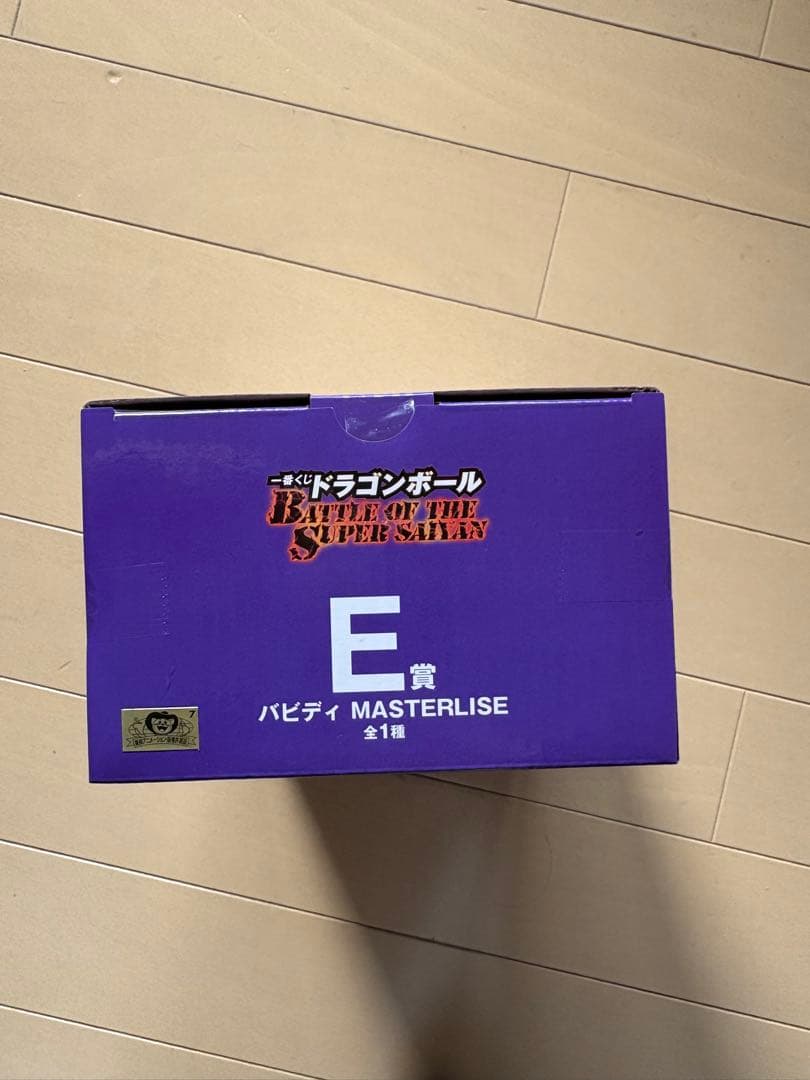 一番くじ ドラゴンボール
BATTLE OF THE
SUPER SAIYAN
E賞
バビディ MASTERLISE
全1種
7